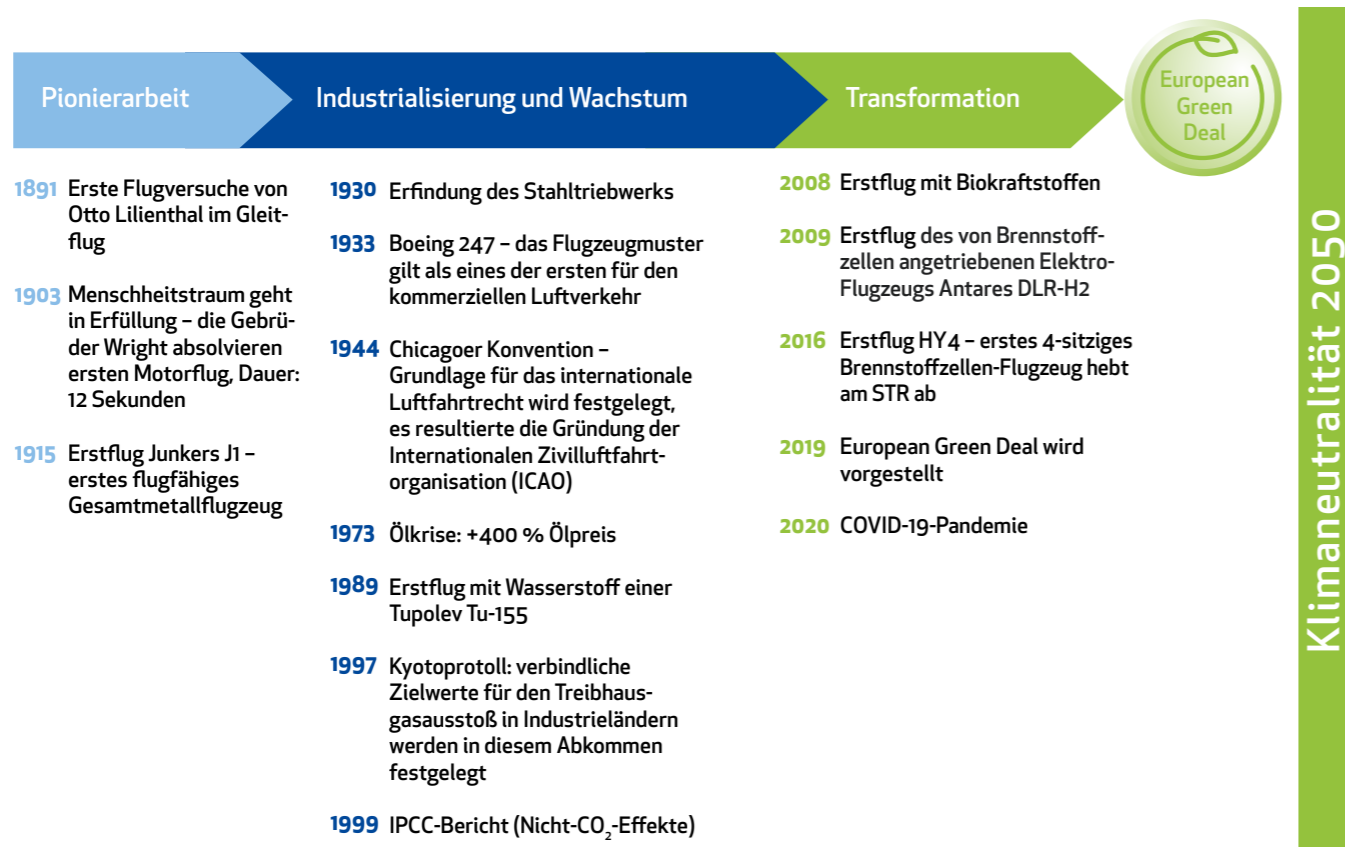 Pionierarbeit
Industrialisierung und Wachstum
Transformation
European
Green
Deal
1891 Erste Flugversuche von
Otto Lilienthal im Gleit-
flug
1903 Menschheitstraum geht
in Erfüllung – die Gebrü-
der Wright absolvieren
ersten Motorflug, Dauer:
12 Sekunden
1915 Erstflug Junkers J1 –
erstes flugfähiges
Gesamtmetallflugzeug
1930 Erfindung des Stahltriebwerks
1933 Boeing 247 – das Flugzeugmuster
gilt als eines der ersten für den
kommerziellen Luftverkehr
1944 Chicagoer Konvention –
Grundlage für das internationale
Luftfahrtrecht wird festgelegt,
es resultierte die Gründung der
Internationalen Zivilluftfahrt-
organisation (ICAO)
1973 Ölkrise: +400 % Ölpreis
1989 Erstflug mit Wasserstoff einer
Tupolev Tu-155
1997 Kyotoprotoll: verbindliche
Zielwerte für den Treibhaus-
gasausstoß in Industrieländern
werden in diesem Abkommen
festgelegt
1999 IPCC-Bericht (Nicht-CO₂-Effekte)
2008 Erstflug mit Biokraftstoffen
2009 Erstflug des von Brennstoff-
zellen angetriebenen Elektro-
Flugzeugs Antares DLR-H2
2016 Erstflug HY4 – erstes 4-sitziges
Brennstoffzellen-Flugzeug hebt
am STR ab
2019 European Green Deal wird
vorgestellt
2020 COVID-19-Pandemie
Klimaneutralität 2050